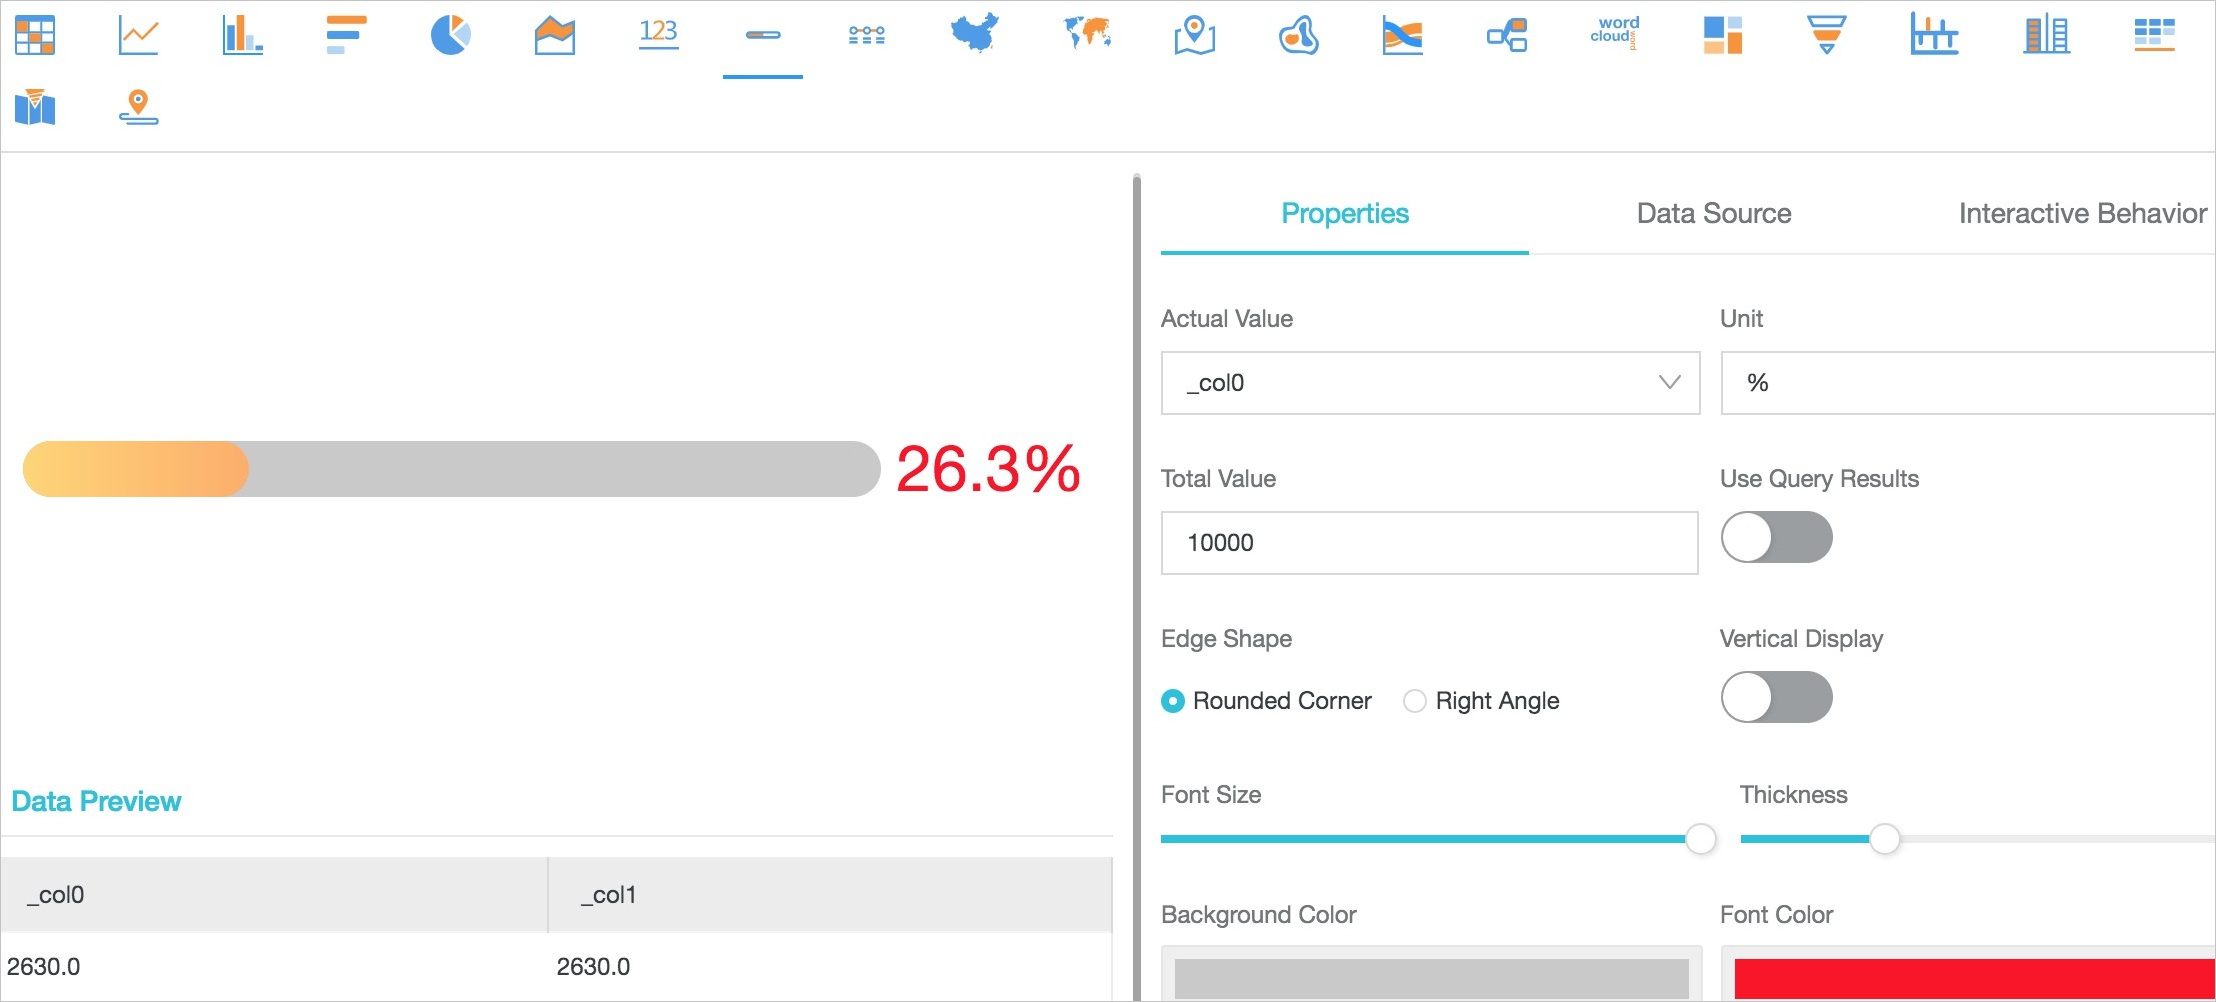 123
word
cloud
word
Properties
Data Source
Interactive Behavior
Actual Value
Unit
_col0
%
26.3%
Total Value
Use Query Results
10000
Edge Shape
Vertical Display
Rounded Corner
Right Angle
Data Preview
Font Size
Thickness
_col0
_col1
Background Color
Font Color
2630.0
2630.0